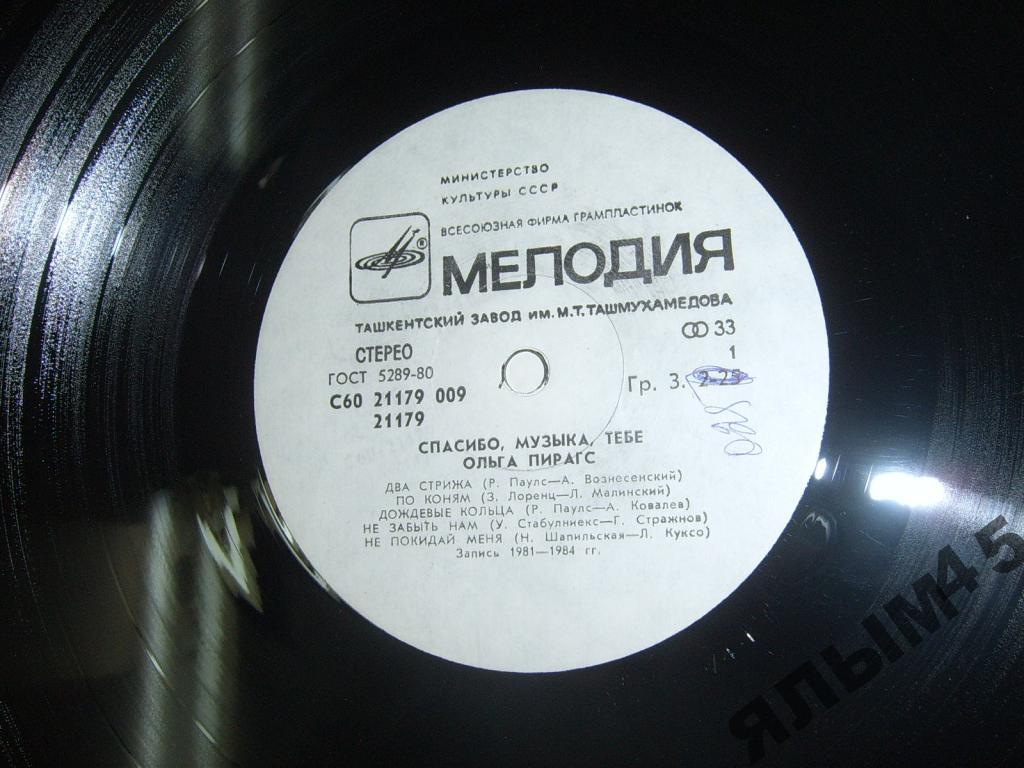 МИНИСТЕРСТВО
КУЛЬТУРЫ СССР
ВСЕСОЮЗНАЯ ФИРМА ГРАМПЛАСТИНОК
®
МЕЛОДИЯ
ТАШКЕНТСКИЙ ЗАВОД ИМ. М. Т. ТАШМУХАМЕДОВА
СТЕРЕО
33
ГОСТ 5289-80
1
С60 21179 009
Гр. 3.
21179
СПАСИБО, МУЗЫКА, ТЕБЕ
ОЛЬГА ПИРАГС
ДВА СТРИЖА (Р. Паулс—А. Вознесенский)
ПО КОНЯМ (З. Лоренц—Л. Малинский)
ДОЖДЕВЫЕ КОЛЬЦА (Р. Паулс—А. Ковалев)
НЕ ЗАБЫТЬ НАМ (У. Стабулниекс—Г. Стражнов)
НЕ ПОКИДАЙ МЕНЯ (Н. Шапильская—Л. Куксо)
Запись 1981—1984 гг.
ЯЛЫМ45